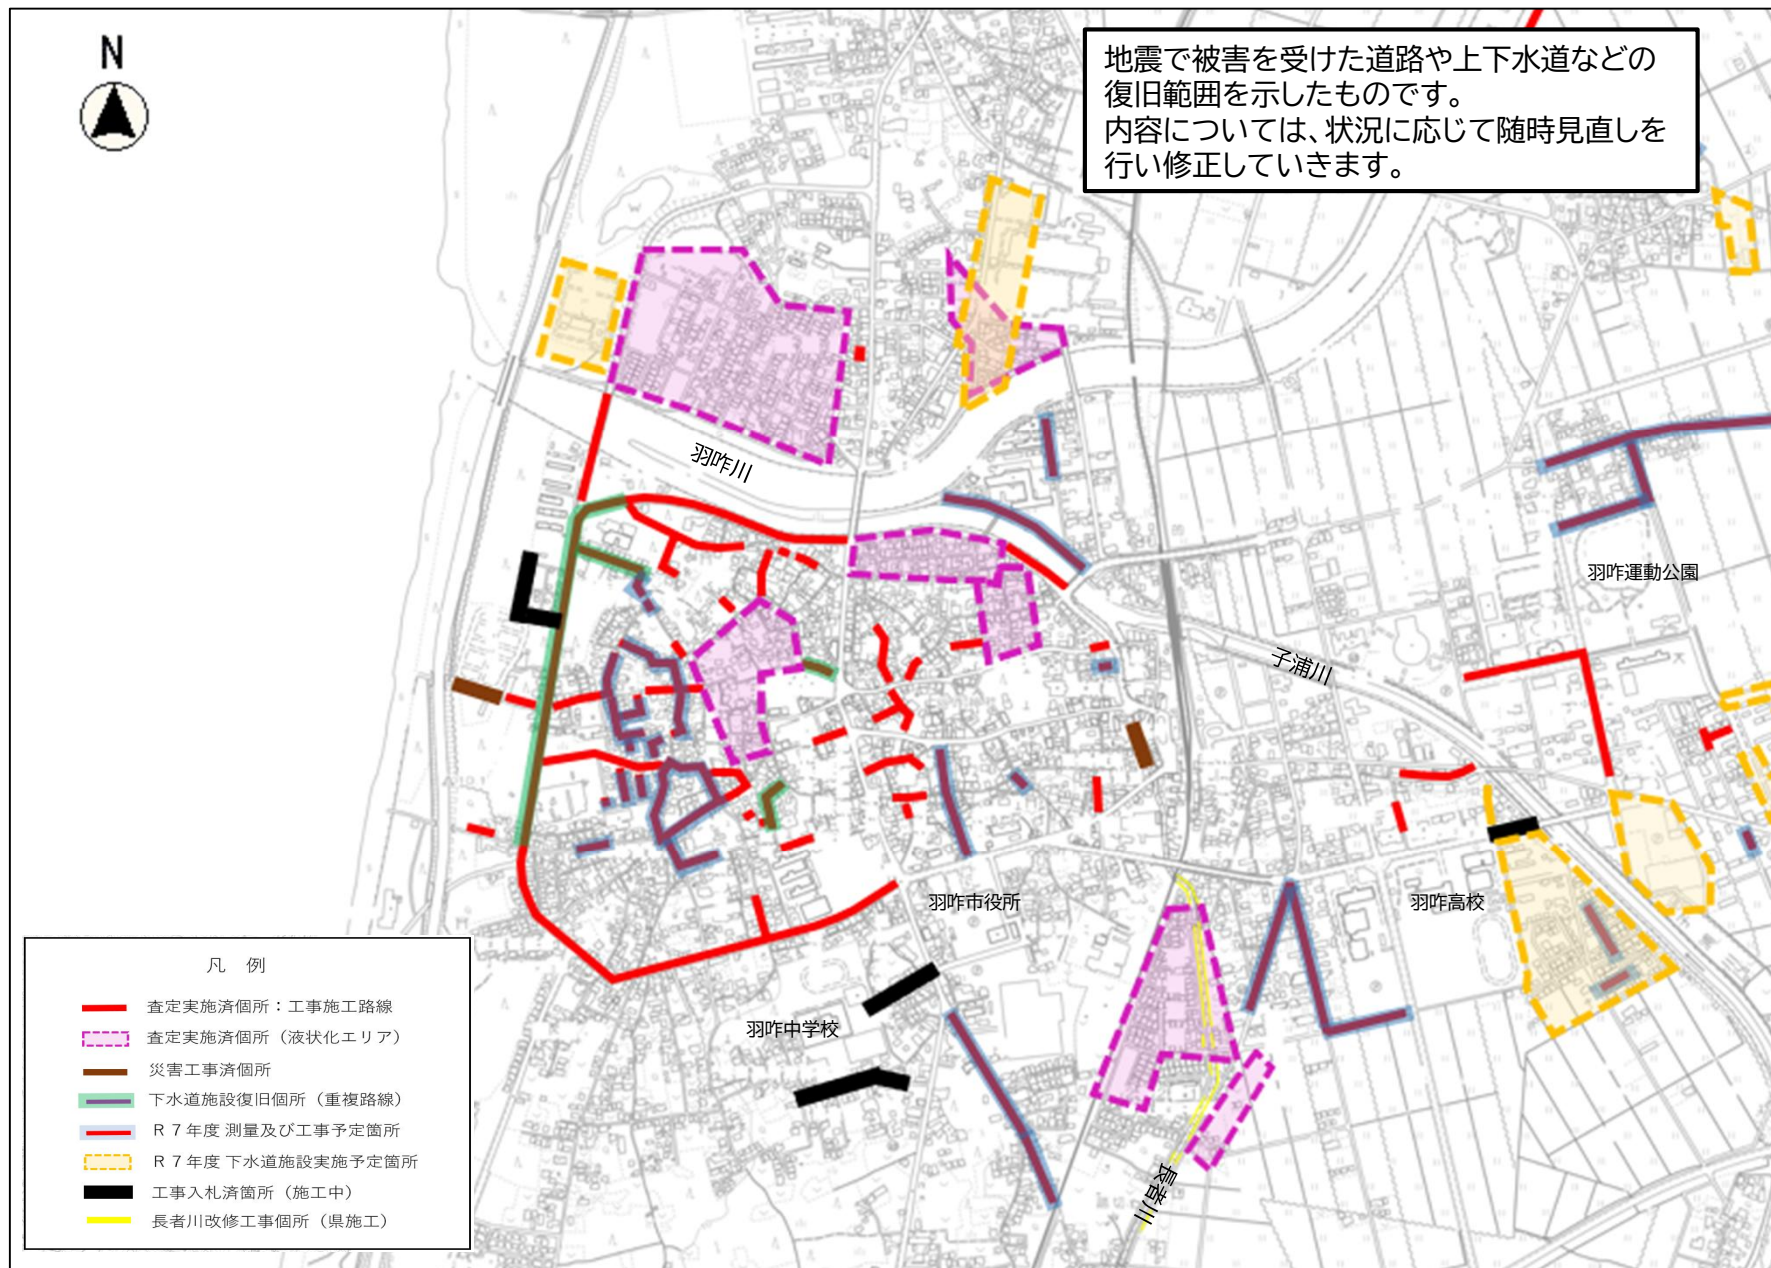 N
地震で被害を受けた道路や上下水道などの
復旧範囲を示したものです。
内容については、状況に応じて随時見直しを
行い修正していきます。
羽咋川
羽咋運動公園
子浦川
羽咋市役所
羽咋高校
羽咋中学校
長者川
凡 例
査定実施済個所：工事施工路線
査定実施済個所（液状化エリア）
災害工事済個所
下水道施設復旧個所（重複路線）
Ｒ７年度 測量及び工事予定箇所
Ｒ７年度 下水道施設実施予定箇所
工事入札済箇所（施工中）
長者川改修工事個所（県施工）